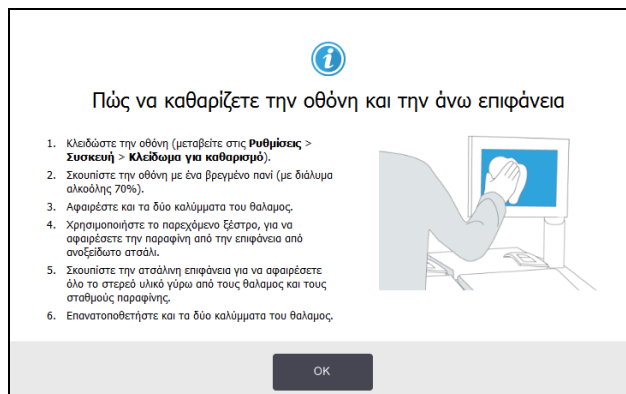 i
Πώς να καθαρίζετε την οθόνη και την άνω επιφάνεια
1. Κλειδώστε την οθόνη (μεταβείτε στις Ρυθμίσεις >
Συσκευή > Κλείδωμα για καθαρισμό).
2. Σκουπίστε την οθόνη με ένα βρεγμένο πανί (με διάλυμα
αλκοόλης 70%).
3. Αφαιρέστε και τα δύο καλύμματα του θαλαμος.
4. Χρησιμοποιήστε το παρεχόμενο ξέστρο, για να
αφαιρέσετε την παραφίνη από την επιφάνεια από
ανοξείδωτο ατσάλι.
5. Σκουπίστε την ατσάλινη επιφάνεια για να αφαιρέσετε
όλο το στερεό υλικό γύρω από τους θαλαμος και τους
σταθμούς παραφίνης.
6. Επανατοποθετήστε και τα δύο καλύμματα του θαλαμος.
OK